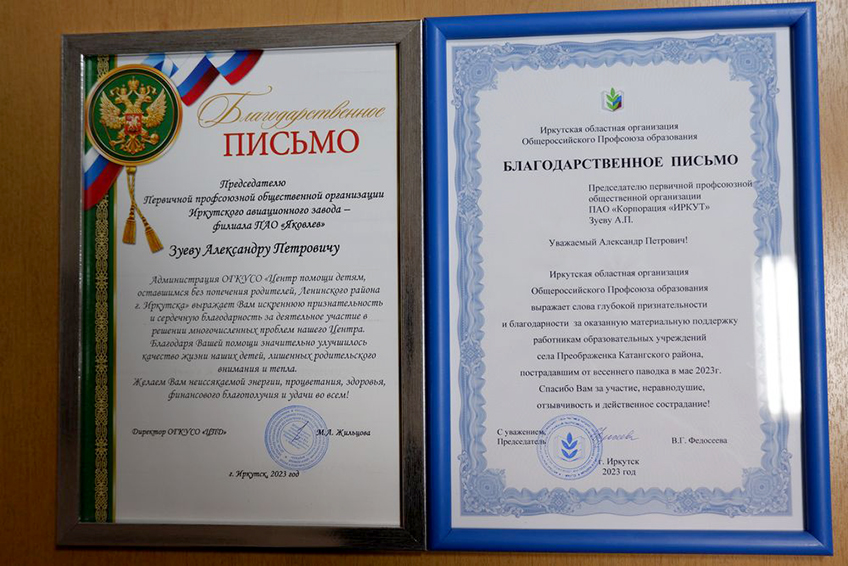 Благодарственное
ПИСЬМО
Председателю
Первичной профсоюзной общественной организации
Иркутского авиационного завода –
филиала ПАО «Яковлев»
Зуеву Александру Петровичу
Администрация ОГКУСО «Центр помощи детям,
оставшимся без попечения родителей, Ленинского района
г. Иркутска» выражает Вам искреннюю признательность
и сердечную благодарность за деятельное участие в
решении многочисленных проблем нашего Центра.
Благодаря Вашей помощи значительно улучшилось
качество жизни наших детей, лишенных родительского
внимания и тепла.
Желаем Вам неиссякаемой энергии, процветания, здоровья,
финансового благополучия и удачи во всем!
Директор ОГКУСО «ЦПД» М.А. Жильцова
г. Иркутск, 2023 год
Иркутская областная организация
Общероссийского Профсоюза образования
БЛАГОДАРСТВЕННОЕ ПИСЬМО
Председателю первичной профсоюзной
общественной организации
ПАО «Корпорация «ИРКУТ»
Зуеву А.П.
Уважаемый Александр Петрович!
Иркутская областная организация
Общероссийского Профсоюза образования
выражает слова глубокой признательности
и благодарности за оказанную материальную поддержку
работникам образовательных учреждений
села Преображенка Катангского района,
пострадавшим от весеннего паводка в мае 2023г.
Спасибо Вам за участие, неравнодушие,
отзывчивость и действенное сострадание!
С уважением,
Председатель В.Г. Федосеева
г. Иркутск
2023 год